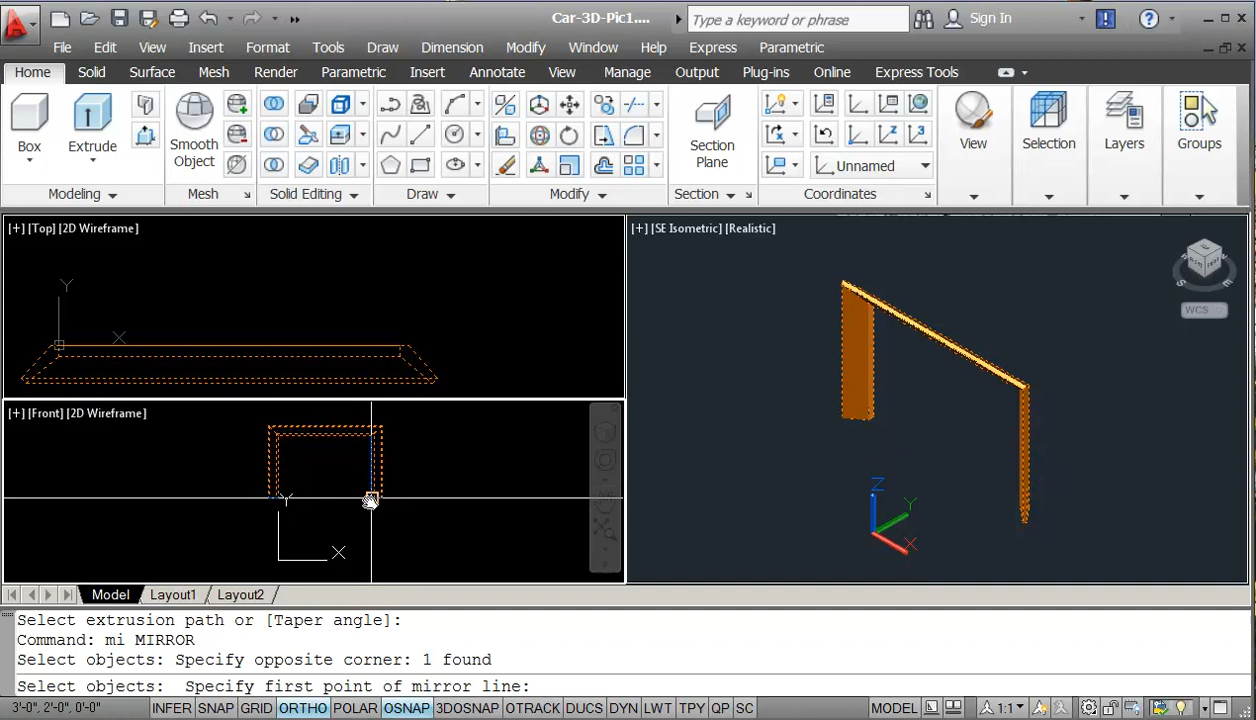 Car-3D-Pic1....
Type a keyword or phrase
Sign In
File Edit View Insert Format Tools Draw Dimension Modify Window Help Express Parametric
Home Solid Surface Mesh Render Parametric Insert Annotate View Manage Output Plug-ins Online Express Tools
Box
Extrude
Smooth
Object
Section
Plane
Unnamed
View
Selection
Layers
Groups
Modeling
Mesh
Solid Editing
Draw
Modify
Section
Coordinates
[+] [Top] [2D Wireframe]
[+] [SE Isometric] [Realistic]
Y
X
S
E
WCS
[+] [Front] [2D Wireframe]
Y
X
Z
Y
X
Model Layout1 Layout2
Select extrusion path or [Taper angle]:
Command: mi MIRROR
Select objects: Specify opposite corner: 1 found
Select objects:  Specify first point of mirror line:
3'-0", 2'-0", 0'-0" INFER SNAP GRID ORTHO POLAR OSNAP 3DOSNAP OTRACK DUCS DYN LWT TPY QP SC MODEL 1:1